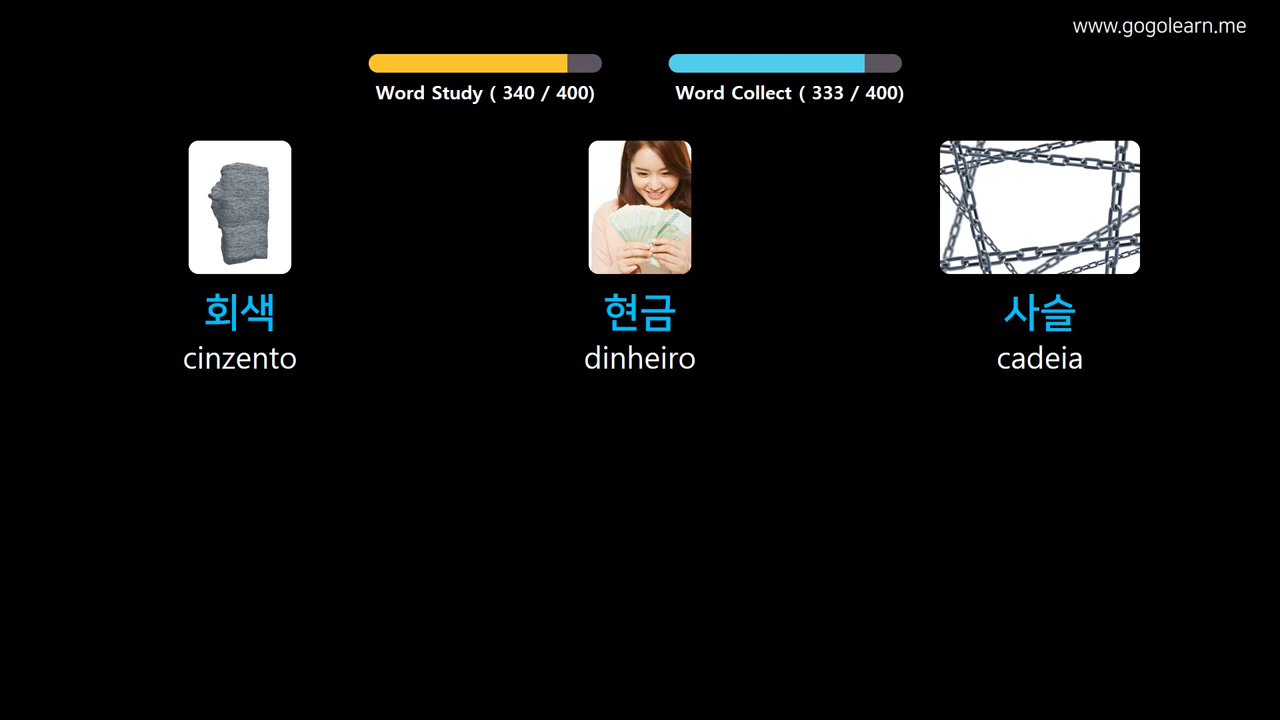 www.gogolearn.me
Word Study ( 340 / 400)
Word Collect ( 333 / 400)
회색
현금
사슬
cinzento
dinheiro
cadeia